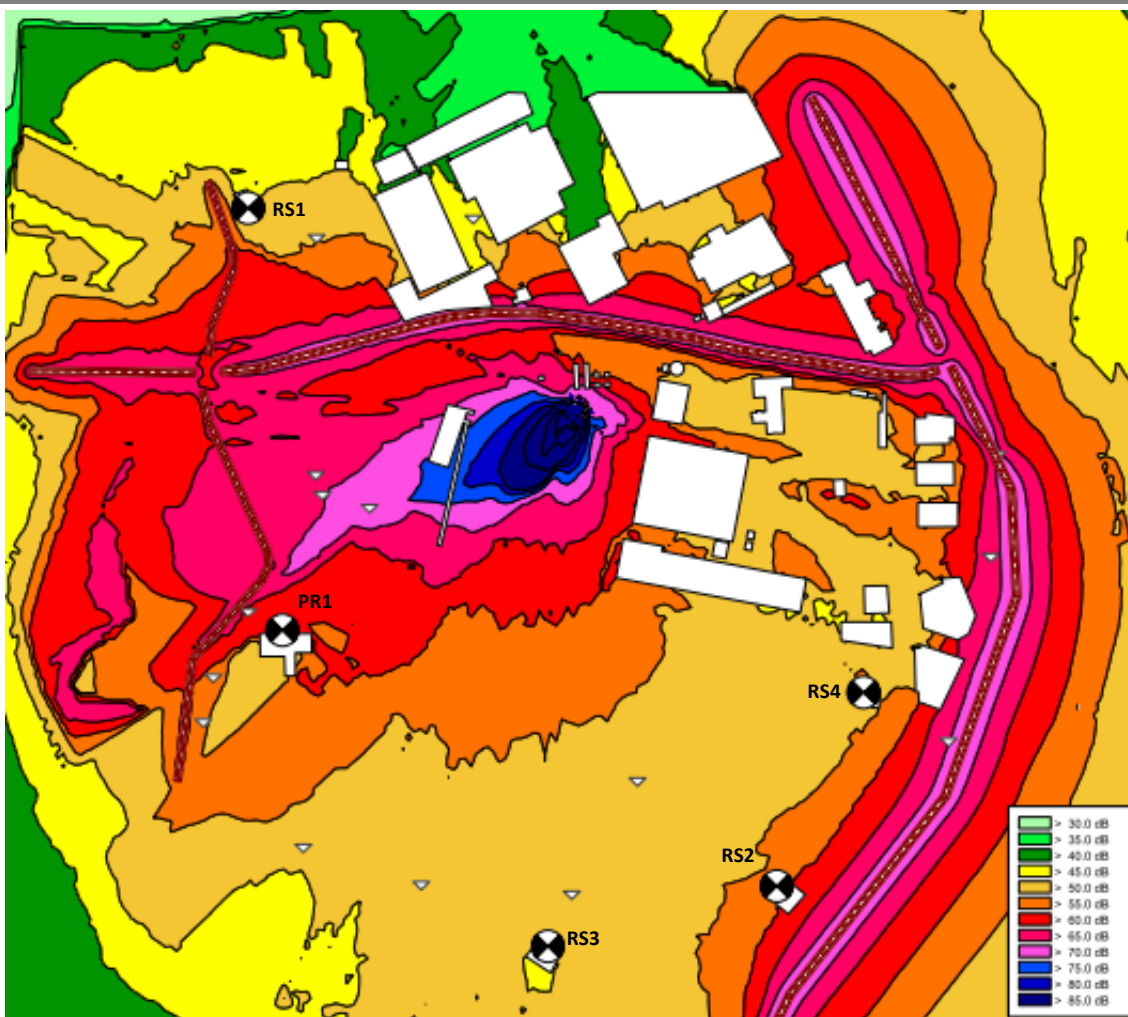 RS1
PR1
RS4
RS2
RS3
> 30.0 dB
> 35.0 dB
> 40.0 dB
> 45.0 dB
> 50.0 dB
> 55.0 dB
> 60.0 dB
> 65.0 dB
> 70.0 dB
> 75.0 dB
> 80.0 dB
> 85.0 dB